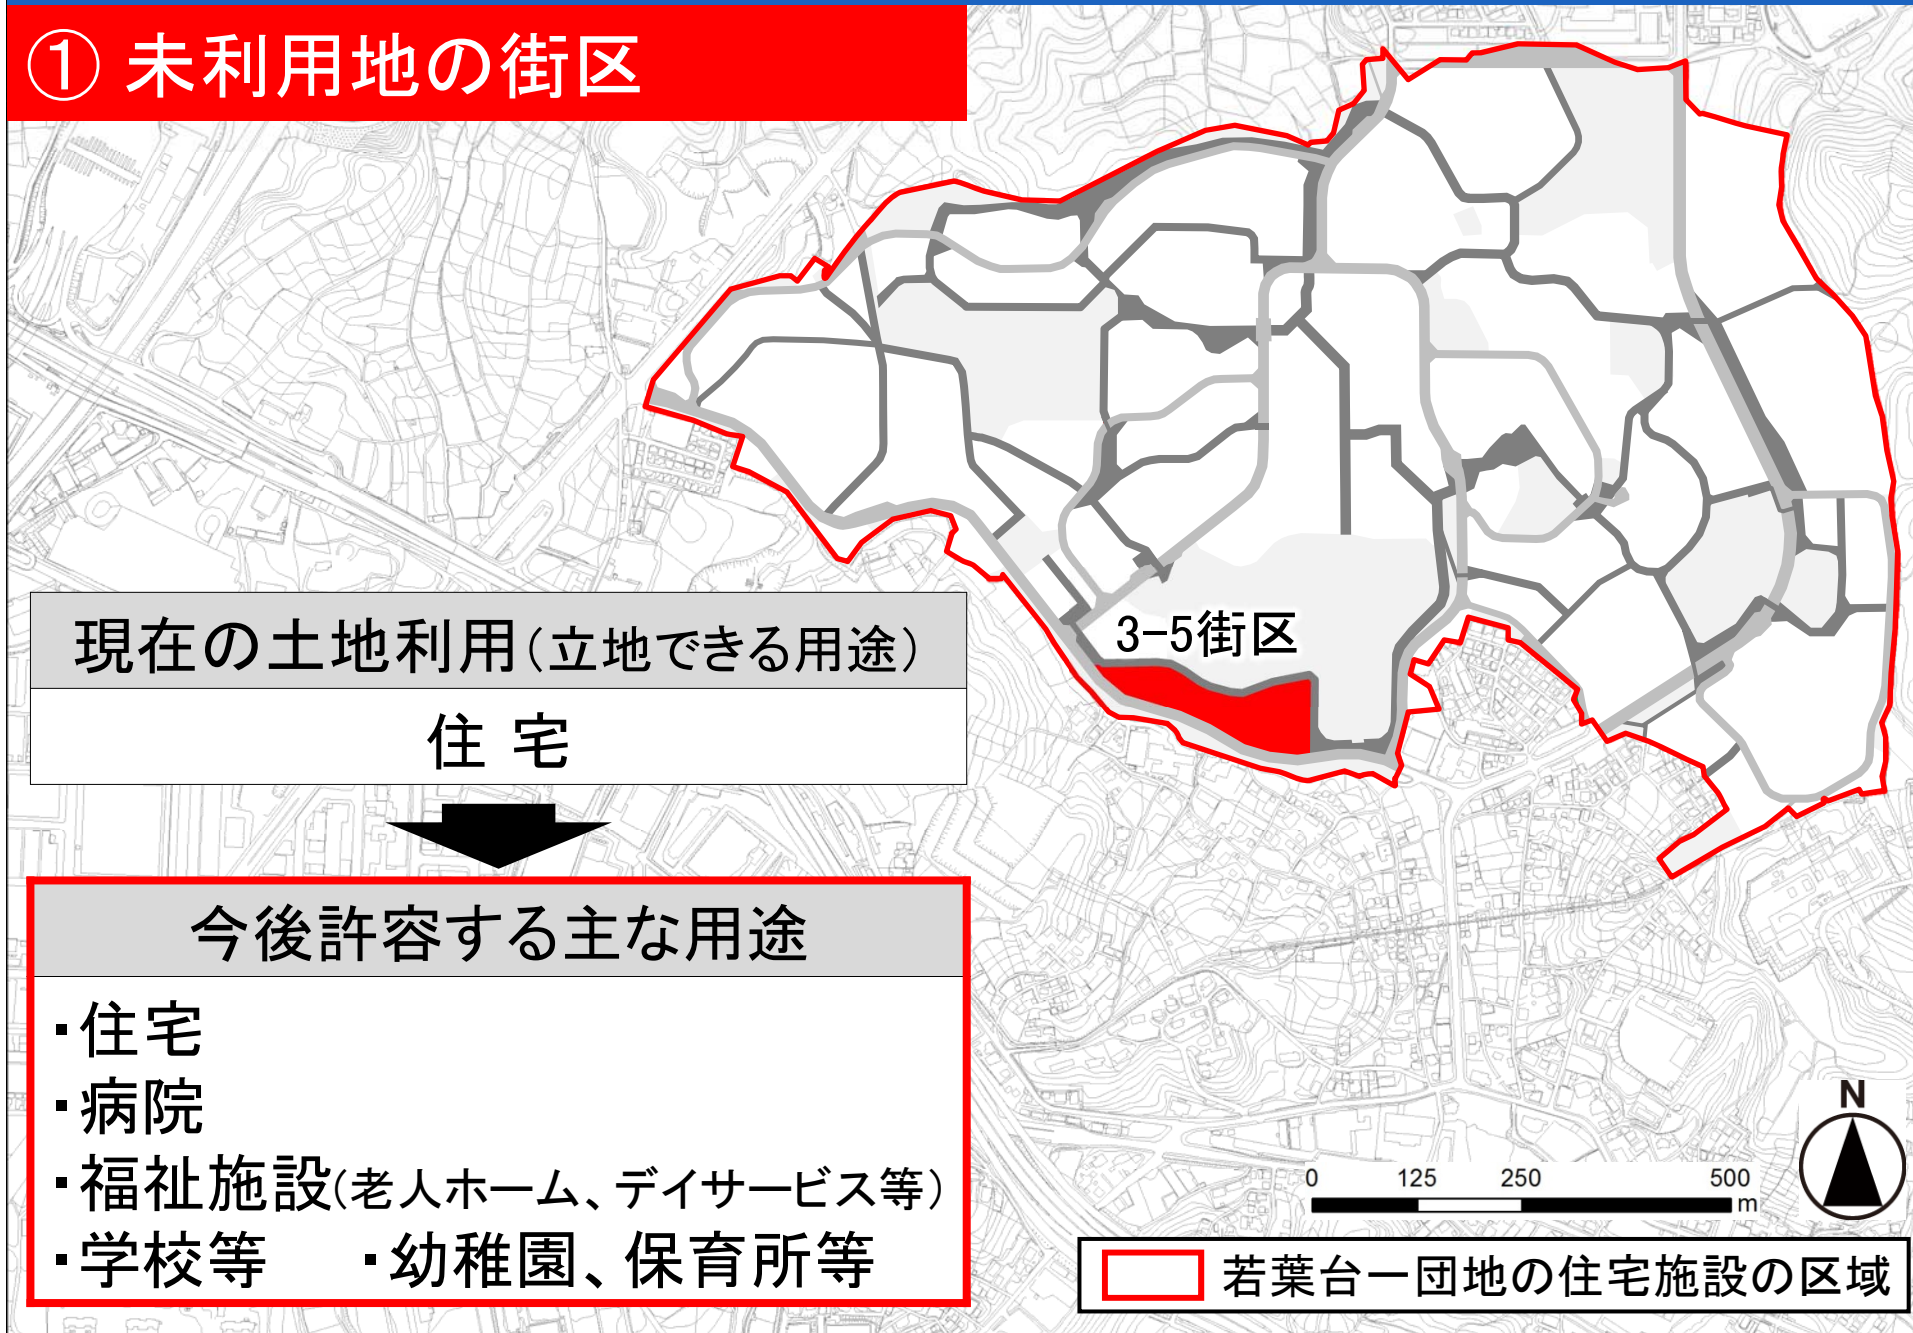 ① 未利用地の街区
3-5街区
現在の土地利用(立地できる用途)
住 宅
今後許容する主な用途
・住宅
・病院
・福祉施設(老人ホーム、デイサービス等)
・学校等 ・幼稚園、保育所等
N
0 125 250 500
m
若葉台一団地の住宅施設の区域